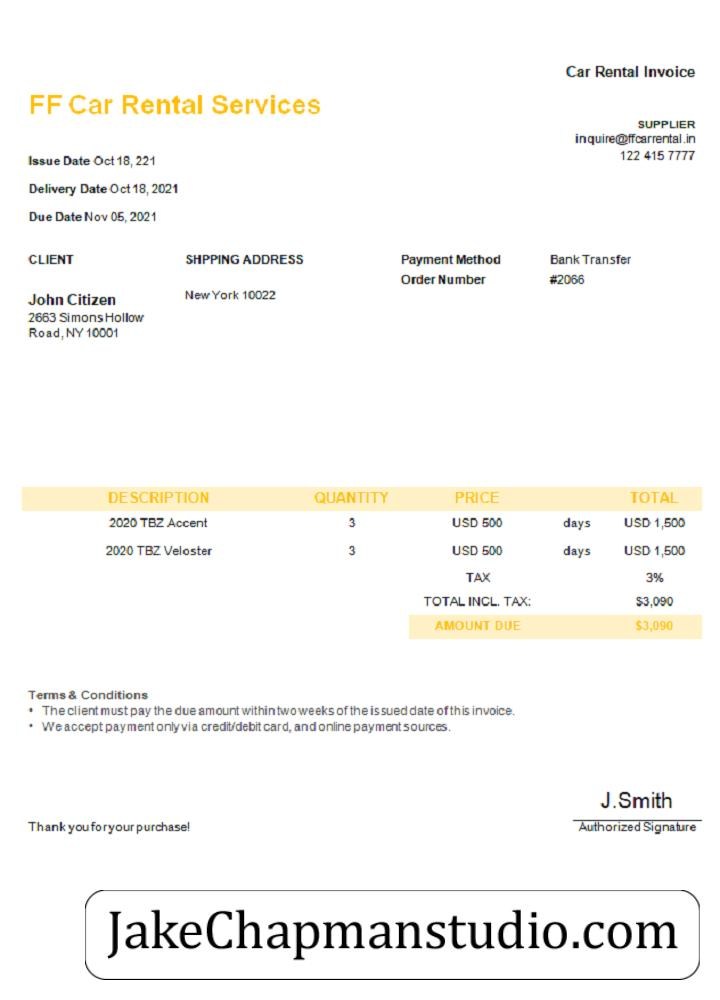 Car Rental Invoice
FF Car Rental Services
SUPPLIER
inquire@ffcarrental.in
122 415 7777
Issue Date Oct 18, 221
Delivery Date Oct 18, 2021
Due Date Nov 05, 2021
CLIENT SHPPING ADDRESS Payment Method Bank Transfer
Order Number #2066
John Citizen New York 10022
2663 Simons Hollow
Road, NY 10001
DESCRIPTION QUANTITY PRICE TOTAL
2020 TBZ Accent 3 USD 500 days USD 1,500
2020 TBZ Veloster 3 USD 500 days USD 1,500
TAX 3%
TOTAL INCL. TAX: $3,090
AMOUNT DUE $3,090
Terms & Conditions
• The client must pay the due amount within two weeks of the issued date of this invoice.
• We accept payment only via credit/debit card, and online payment sources.
J.Smith
Thank you for your purchase! Authorized Signature
JakeChapmanstudio.com